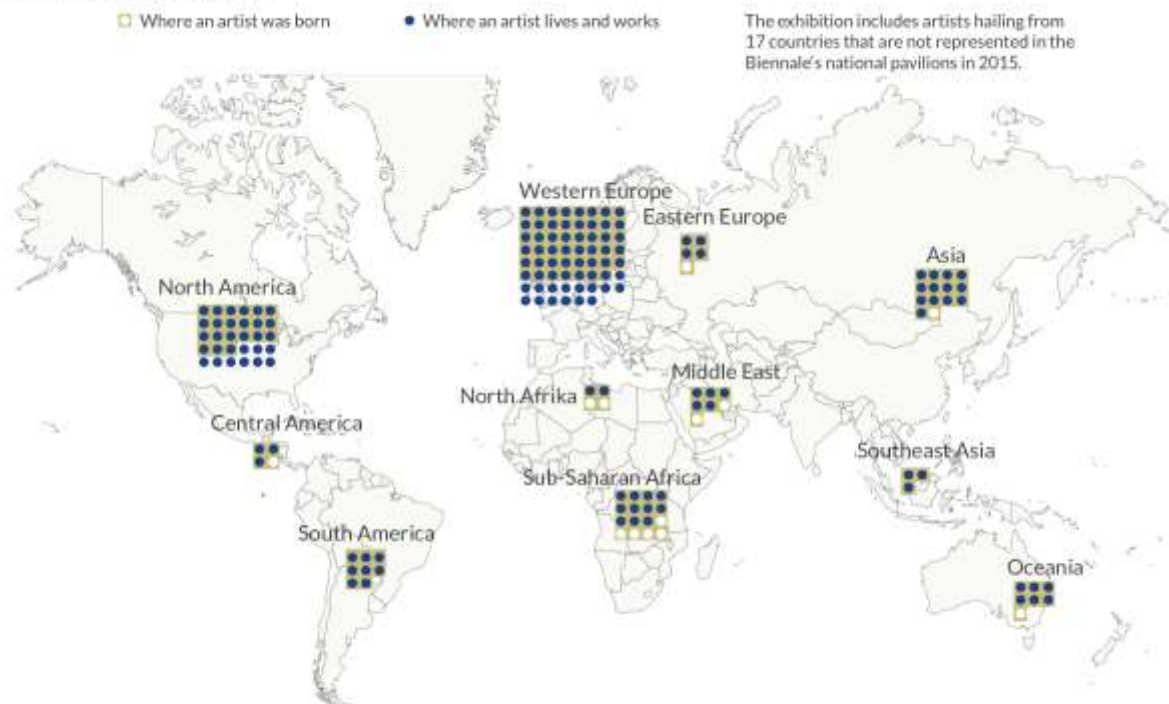 Where an artist was born
Where an artist lives and works
The exhibition includes artists hailing from
17 countries that are not represented in the
Biennale's national pavilions in 2015.
Western Europe
Eastern Europe
Asia
North America
Middle East
North Afrika
Central America
Southeast Asia
Sub-Saharan Africa
South America
Oceania